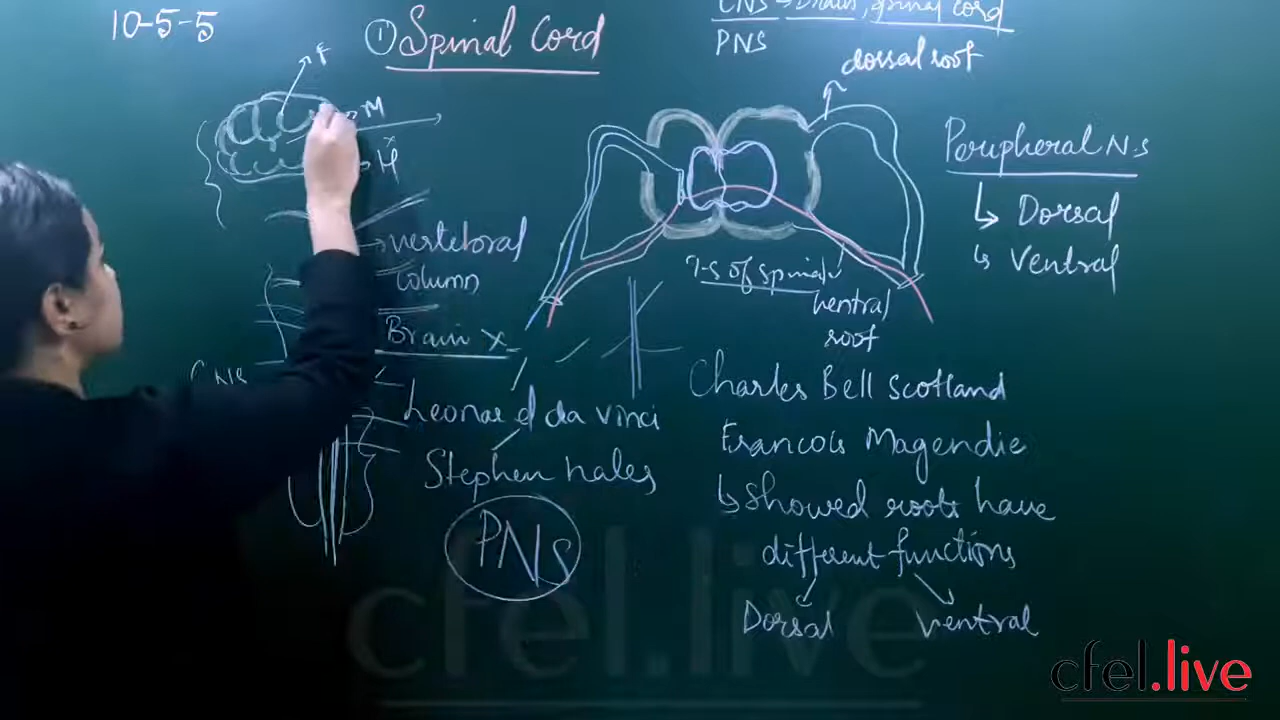 10-5-5
① Spinal Cord
CNS → Brain, spinal cord
PNS
dorsal root
F
M
H
Peripheral N.s
Dorsal
Ventral
vertebral
column
T-S of spinal
ventral
root
Brain x
CNS
Leonard da vinci
Stephen hales
PNS
Charles Bell Scotland
Francois Magendie
Showed roots have
different functions
Dorsal
Ventral
cfel.live
cfel.live